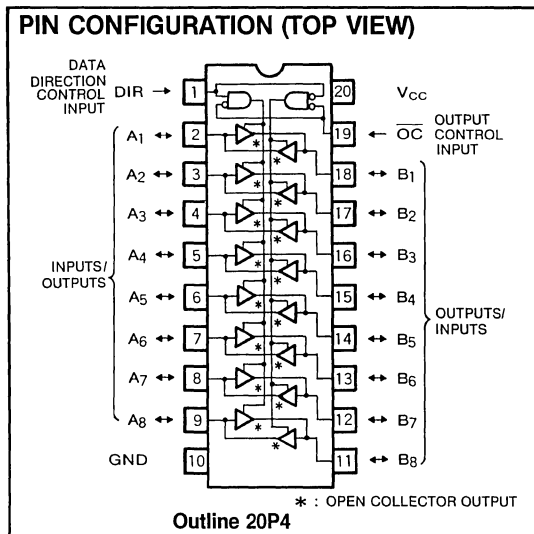 PIN CONFIGURATION (TOP VIEW)
DATA
DIRECTION
CONTROL
INPUT
DIR → 1
20 VCC
19 ← OC OUTPUT CONTROL INPUT
A1 ↔ 2
18 ↔ B1
A2 ↔ 3
17 ↔ B2
A3 ↔ 4
16 ↔ B3
A4 ↔ 5
15 ↔ B4
A5 ↔ 6
14 ↔ B5
A6 ↔ 7
13 ↔ B6
A7 ↔ 8
12 ↔ B7
A8 ↔ 9
11 ↔ B8
GND 10
INPUTS/
OUTPUTS
OUTPUTS/
INPUTS
* : OPEN COLLECTOR OUTPUT
Outline 20P4